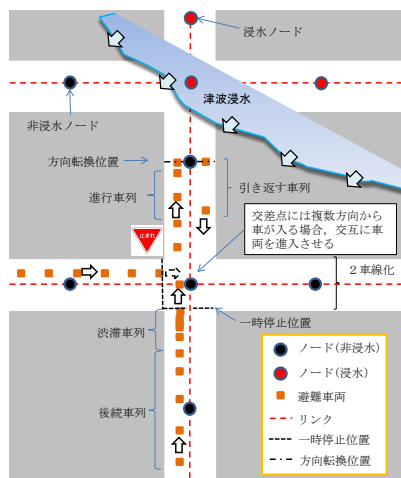 浸水ノード
津波浸水
非浸水ノード
方向転換位置
進行車列
引き返す車列
止まれ
交差点には複数方向から
車が入る場合，交互に車
両を進入させる
２車線化
渋滞車列
一時停止位置
後続車列
ノード(非浸水)
ノード(浸水)
避難車両
リンク
一時停止位置
方向転換位置